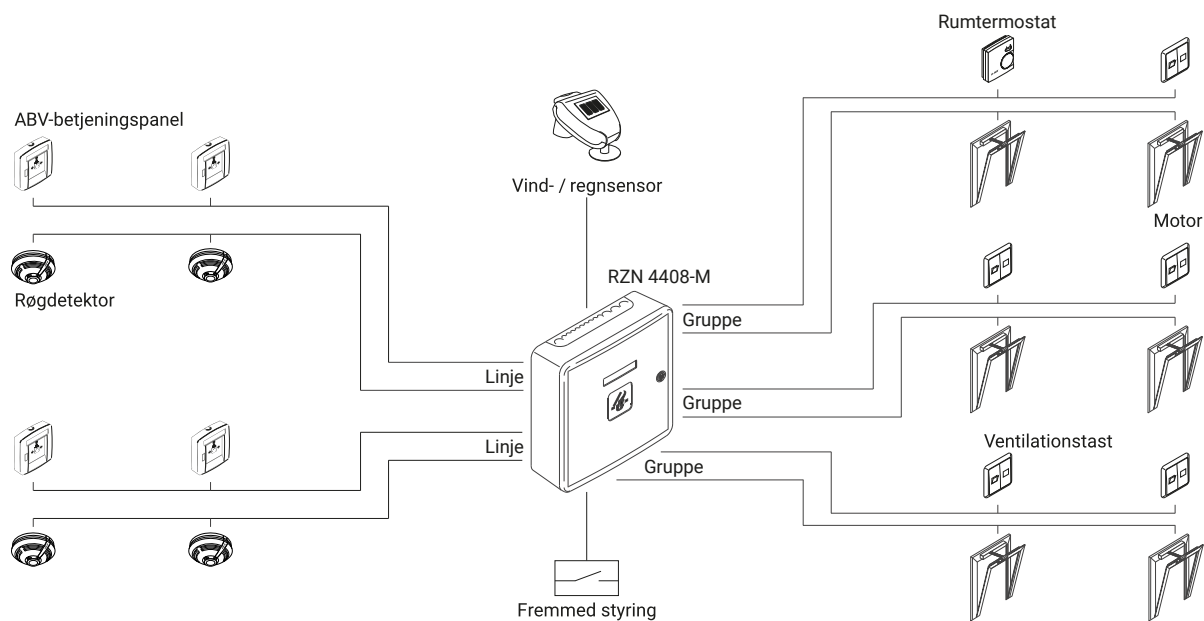 Rumtermostat
ABV-betjeningspanel
Vind- / regnsensor
Motor
RZN 4408-M
Røgdetektor
Gruppe
Linje
Gruppe
Linje
Ventilationstast
Gruppe
Fremmed styring